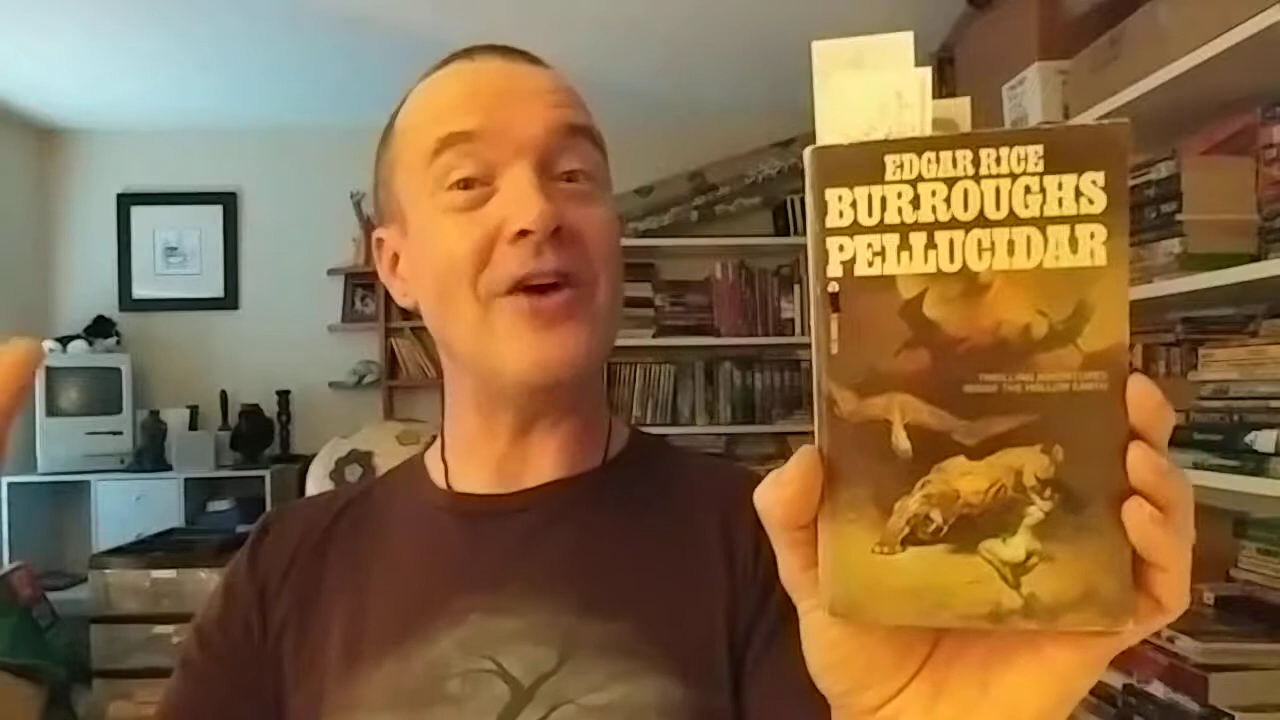 EDGAR RICE
BURROUGHS
PELLUCIDAR
THRILLING ADVENTURES
INSIDE THE HOLLOW EARTH